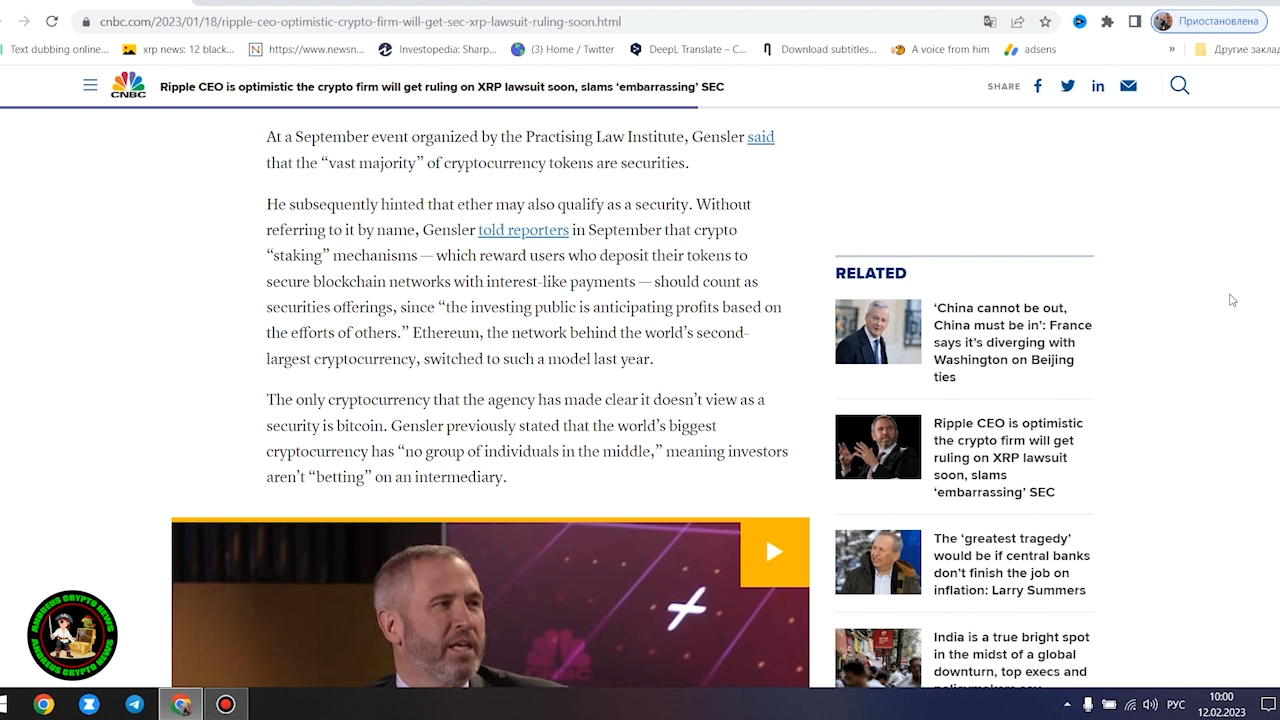 cnbc.com/2023/01/18/ripple-ceo-optimistic-crypto-firm-will-get-sec-xrp-lawsuit-ruling-soon.html
Приостановлена
Text dubbing online...
xrp news: 12 black...
https://www.newsn...
Investopedia: Sharp...
(3) Home / Twitter
DeepL Translate – C...
Download subtitles...
A voice from him
adsens
»
Другие закла
CNBC
Ripple CEO is optimistic the crypto firm will get ruling on XRP lawsuit soon, slams ‘embarrassing’ SEC
SHARE
At a September event organized by the Practising Law Institute, Gensler said
that the “vast majority” of cryptocurrency tokens are securities.
He subsequently hinted that ether may also qualify as a security. Without
referring to it by name, Gensler told reporters in September that crypto
“staking” mechanisms — which reward users who deposit their tokens to
secure blockchain networks with interest-like payments — should count as
securities offerings, since “the investing public is anticipating profits based on
the efforts of others.” Ethereum, the network behind the world’s second-
largest cryptocurrency, switched to such a model last year.
The only cryptocurrency that the agency has made clear it doesn’t view as a
security is bitcoin. Gensler previously stated that the world’s biggest
cryptocurrency has “no group of individuals in the middle,” meaning investors
aren’t “betting” on an intermediary.
RELATED
‘China cannot be out,
China must be in’: France
says it’s diverging with
Washington on Beijing
ties
Ripple CEO is optimistic
the crypto firm will get
ruling on XRP lawsuit
soon, slams
‘embarrassing’ SEC
The ‘greatest tragedy’
would be if central banks
don’t finish the job on
inflation: Larry Summers
India is a true bright spot
in the midst of a global
downturn, top execs and
ANDREUS CRYPTO NEWS
ANDREUS CRYPTO NEWS
РУС
10:00
12.02.2023